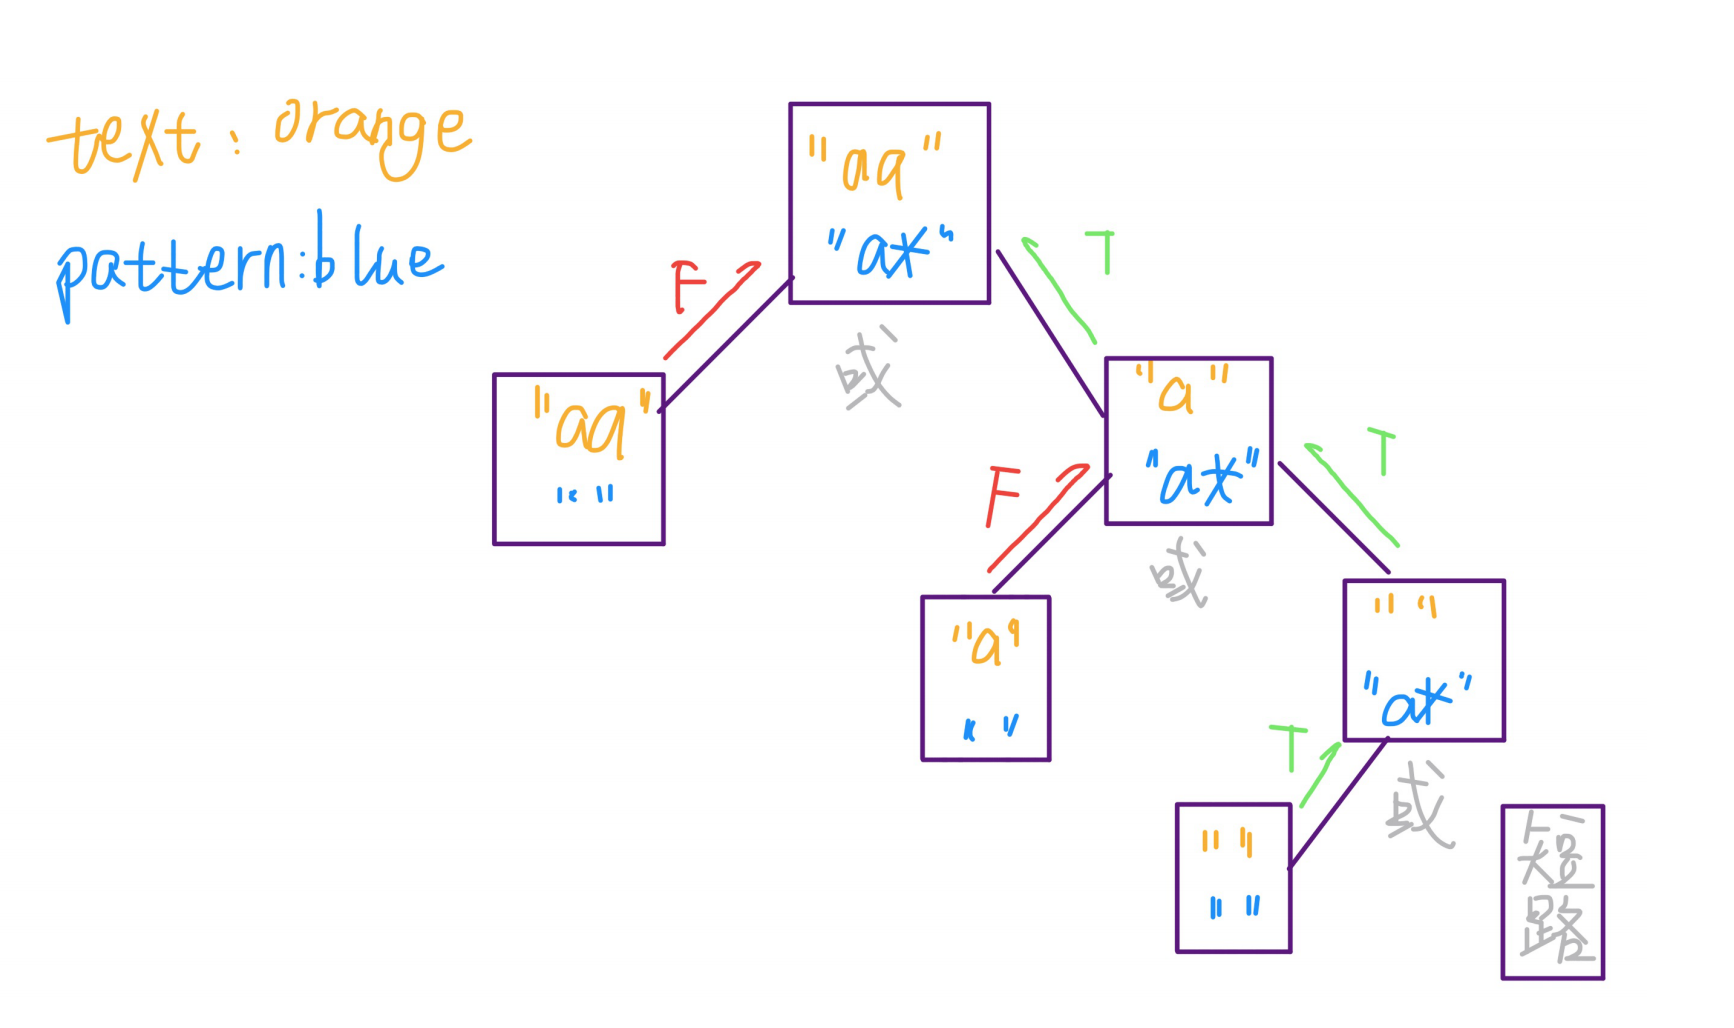 text: orange
pattern: blue
"aa"
"a*"
F
T
或
"aa"
" "
"a"
"a*"
F
T
或
"a"
" "
" "
"a*"
T
或
" "
" "
短
路